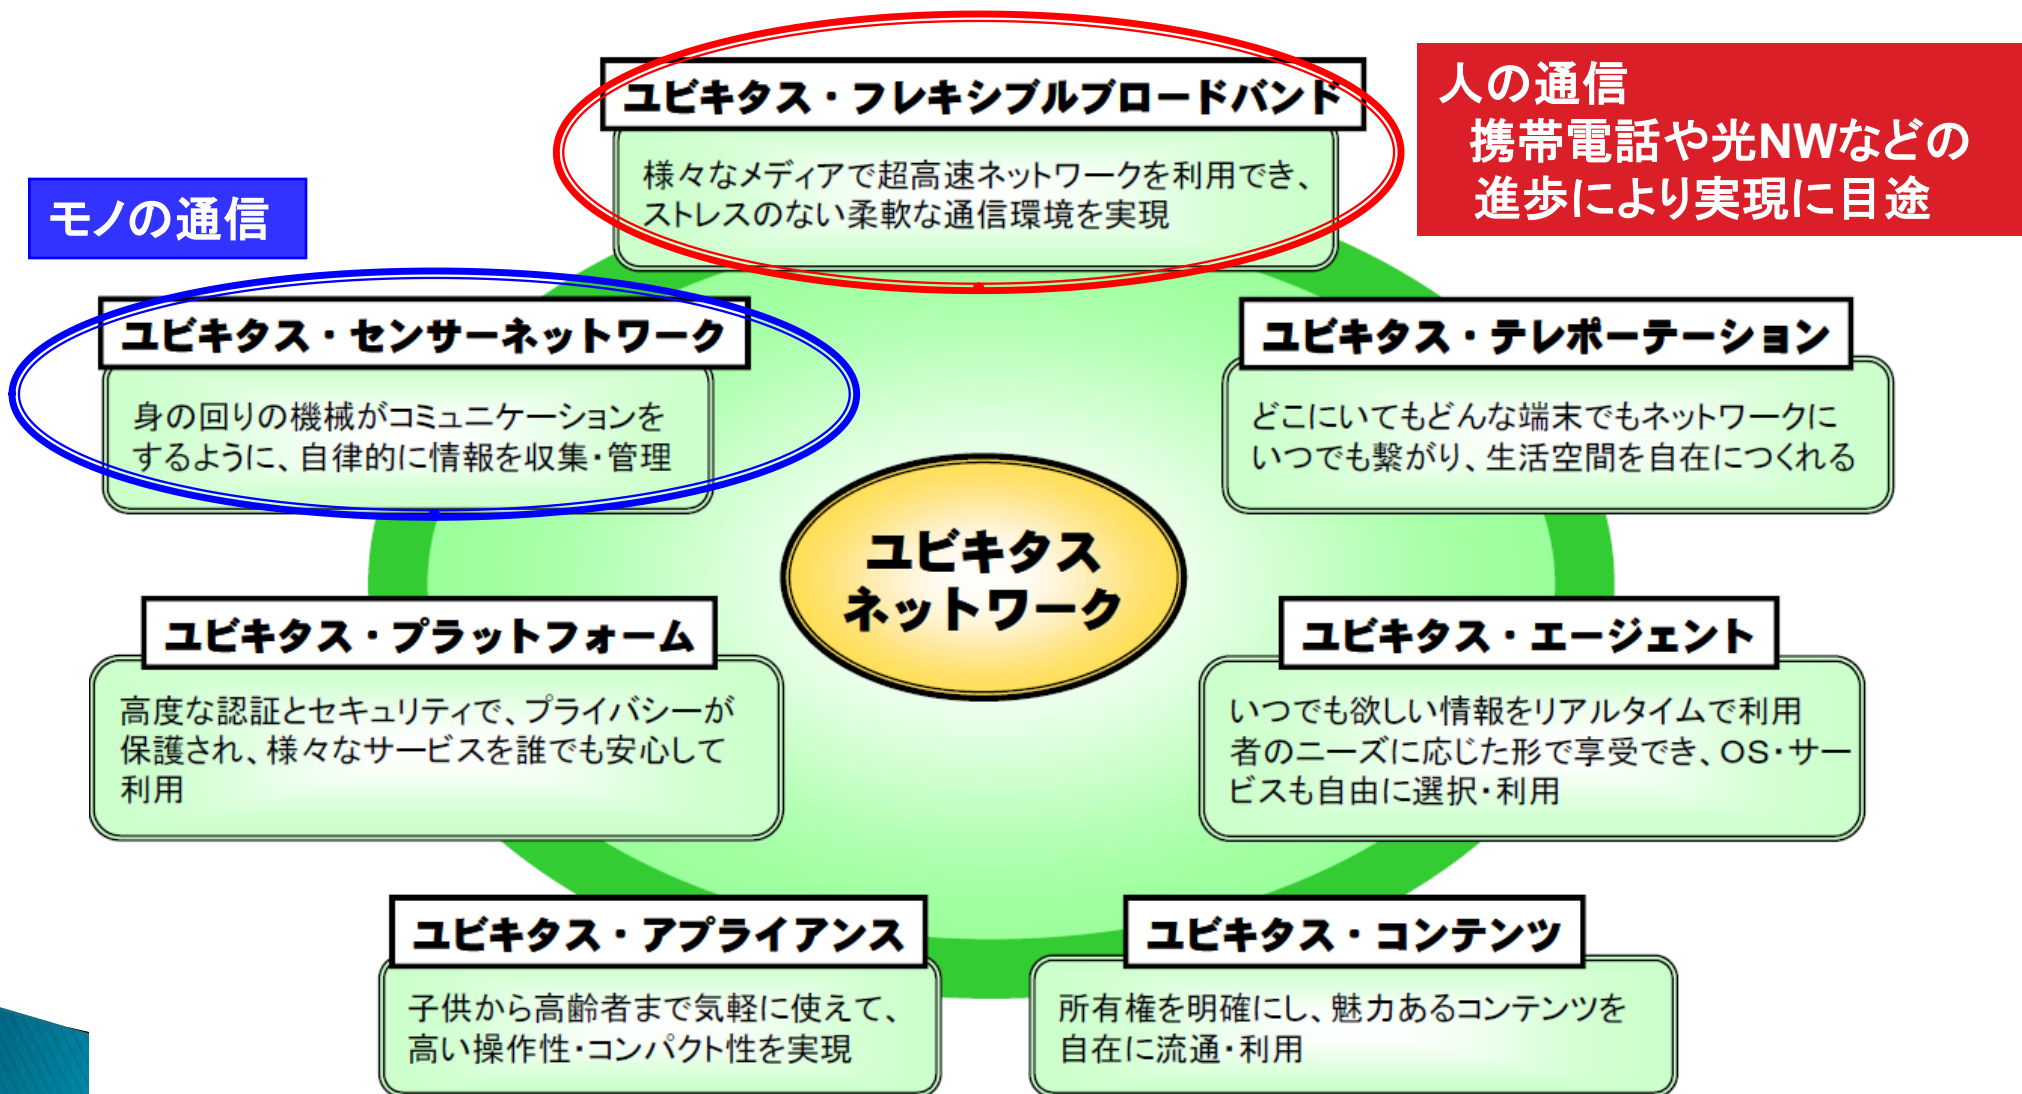 ユビキタス・フレキシブルブロードバンド
様々なメディアで超高速ネットワークを利用でき、
ストレスのない柔軟な通信環境を実現
人の通信
携帯電話や光NWなどの
進歩により実現に目途
モノの通信
ユビキタス・センサーネットワーク
身の回りの機械がコミュニケーションを
するように、自律的に情報を収集・管理
ユビキタス・テレポーテーション
どこにいてもどんな端末でもネットワークに
いつでも繋がり、生活空間を自在につくれる
ユビキタス
ネットワーク
ユビキタス・プラットフォーム
高度な認証とセキュリティで、プライバシーが
保護され、様々なサービスを誰でも安心して
利用
ユビキタス・エージェント
いつでも欲しい情報をリアルタイムで利用
者のニーズに応じた形で享受でき、OS・サー
ビスも自由に選択・利用
ユビキタス・アプライアンス
子供から高齢者まで気軽に使えて、
高い操作性・コンパクト性を実現
ユビキタス・コンテンツ
所有権を明確にし、魅力あるコンテンツを
自在に流通・利用